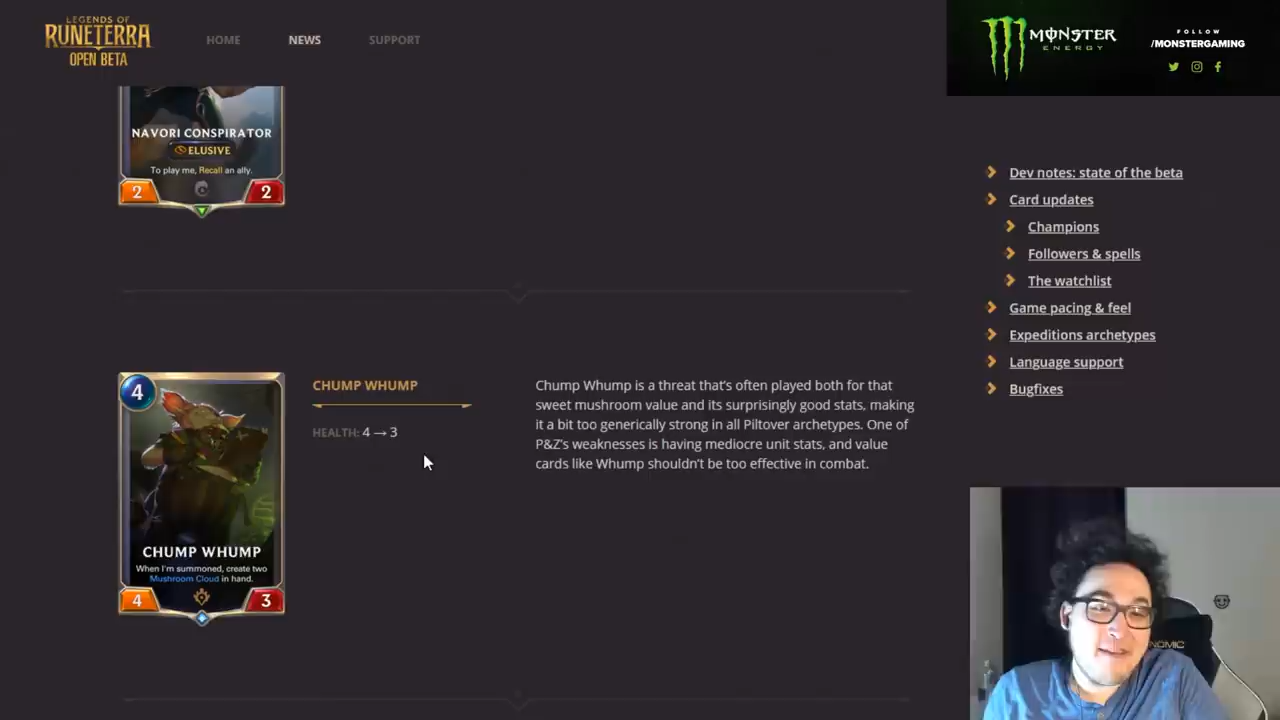 LEGENDS OF
RUNETERRA
OPEN BETA
HOME
NEWS
SUPPORT
MONSTER
ENERGY
FOLLOW
/MONSTERGAMING
NAVORI CONSPIRATOR
ELUSIVE
To play me, Recall an ally.
2
2
Dev notes: state of the beta
Card updates
Champions
Followers & spells
The watchlist
Game pacing & feel
Expeditions archetypes
Language support
Bugfixes
4
CHUMP WHUMP
When I'm summoned, create two
Mushroom Cloud in hand.
4
3
CHUMP WHUMP
HEALTH: 4 → 3
Chump Whump is a threat that's often played both for that
sweet mushroom value and its surprisingly good stats, making
it a bit too generically strong in all Piltover archetypes. One of
P&Z's weaknesses is having mediocre unit stats, and value
cards like Whump shouldn't be too effective in combat.